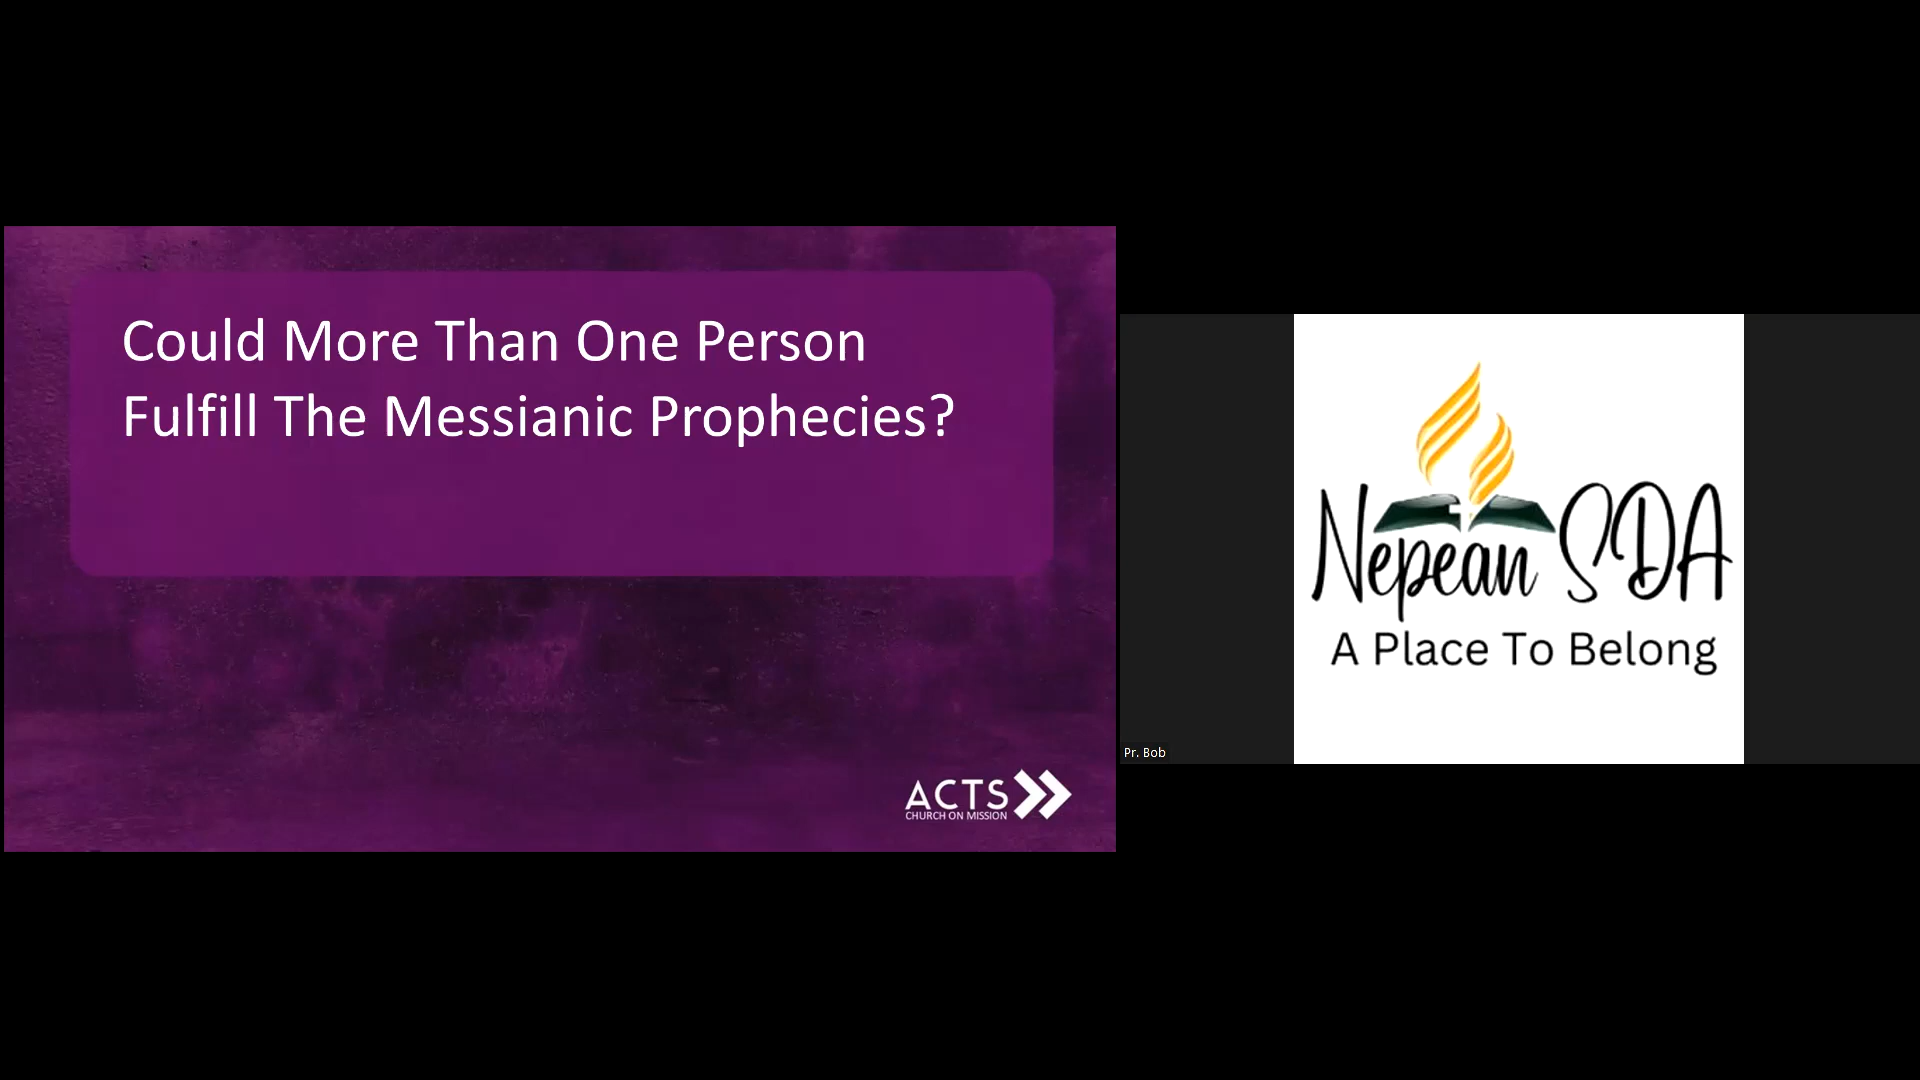 Could More Than One Person
Fulfill The Messianic Prophecies?
ACTS
CHURCH ON MISSION
Nepean SDA
A Place To Belong
Pr. Bob